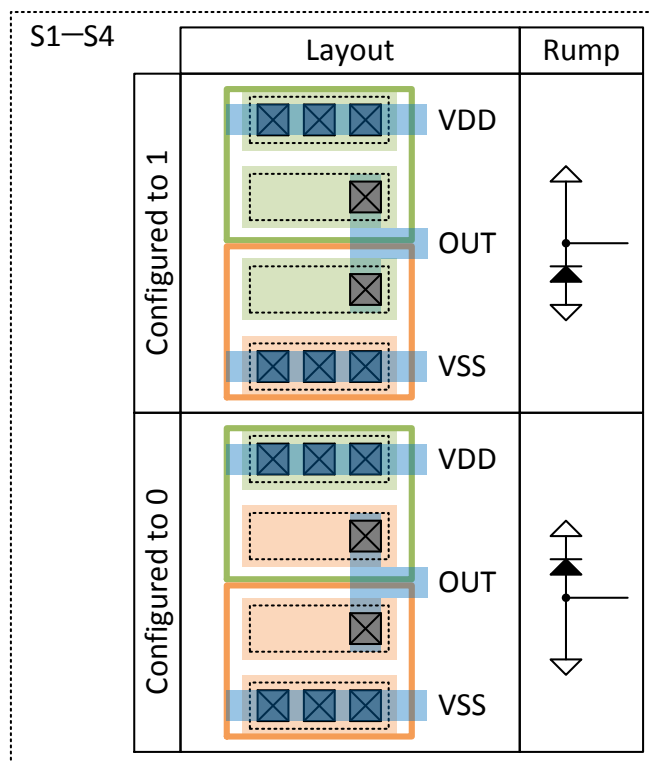 S1—S4
Layout
Rump
Configured to 1
VDD
OUT
VSS
Configured to 0
VDD
OUT
VSS